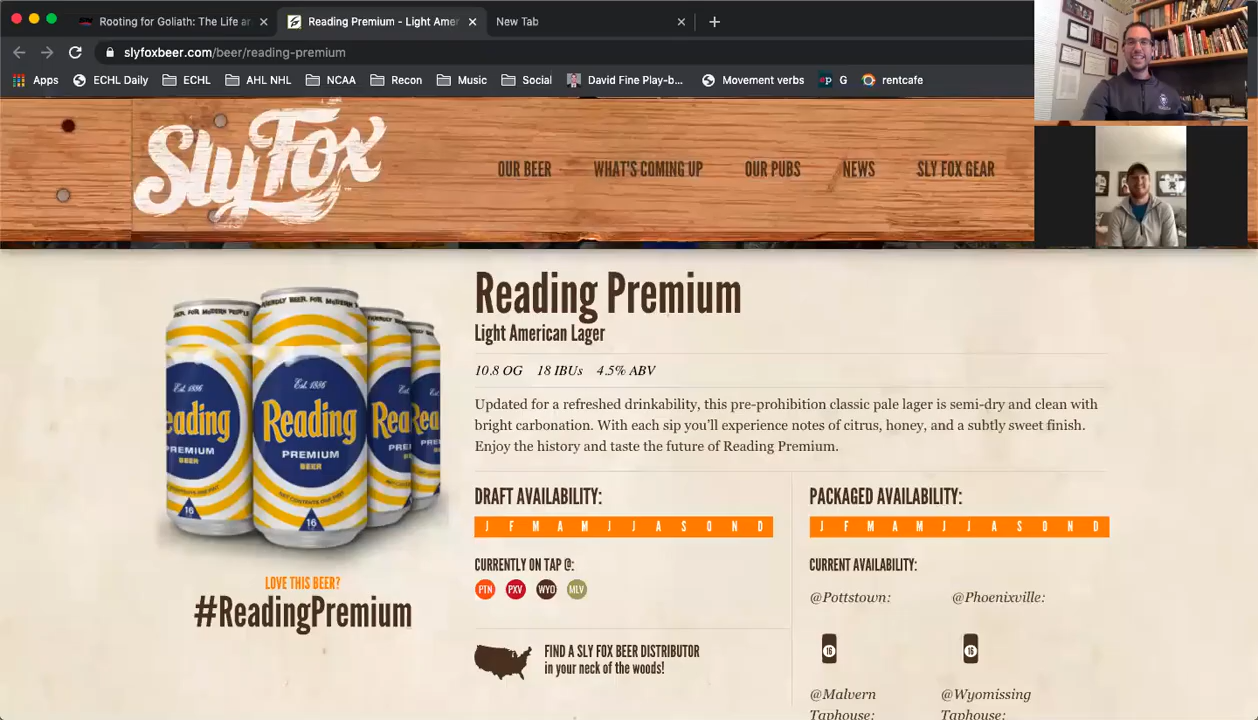 Rooting for Goliath: The Life an
Reading Premium - Light Amer
New Tab
slyfoxbeer.com/beer/reading-premium
Apps ECHL Daily ECHL AHL NHL NCAA Recon Music Social David Fine Play-b... Movement verbs G rentcafe
Sly Fox
OUR BEER WHAT'S COMING UP OUR PUBS NEWS SLY FOX GEAR
Reading Premium
Light American Lager
10.8 OG 18 IBUs 4.5% ABV
Updated for a refreshed drinkability, this pre-prohibition classic pale lager is semi-dry and clean with
bright carbonation. With each sip you'll experience notes of citrus, honey, and a subtly sweet finish.
Enjoy the history and taste the future of Reading Premium.
Est. 1886
Reading
PREMIUM
BEER
16
LOVE THIS BEER?
#ReadingPremium
DRAFT AVAILABILITY:
J F M A M J J A S O N D
CURRENTLY ON TAP @:
PTN PXV WYO MLV
FIND A SLY FOX BEER DISTRIBUTOR
in your neck of the woods!
PACKAGED AVAILABILITY:
J F M A M J J A S O N D
CURRENT AVAILABILITY:
@Pottstown: @Phoenixville:
16 16
@Malvern @Wyomissing
Taphouse: Taphouse: